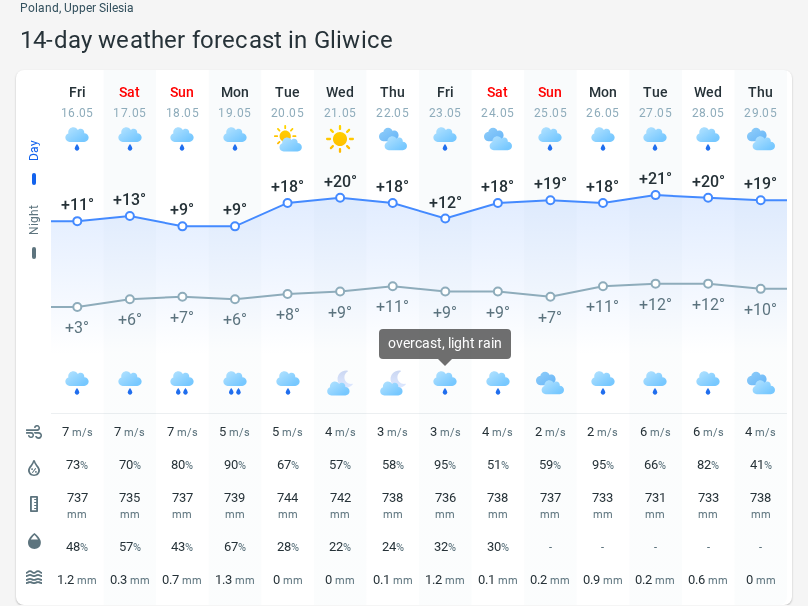 Poland, Upper Silesia
14-day weather forecast in Gliwice
Fri Sat Sun Mon Tue Wed Thu Fri Sat Sun Mon Tue Wed Thu
16.05 17.05 18.05 19.05 20.05 21.05 22.05 23.05 24.05 25.05 26.05 27.05 28.05 29.05
Day
+11° +13° +9° +9° +18° +20° +18° +12° +18° +19° +18° +21° +20° +19°
Night
+3° +6° +7° +6° +8° +9° +11° +9° +9° +7° +11° +12° +12° +10°
overcast, light rain
7 m/s 7 m/s 7 m/s 5 m/s 5 m/s 4 m/s 3 m/s 3 m/s 4 m/s 2 m/s 2 m/s 6 m/s 6 m/s 4 m/s
73% 70% 80% 90% 67% 57% 58% 95% 51% 59% 95% 66% 82% 41%
737 735 737 739 744 742 738 736 738 737 733 731 733 738
mm mm mm mm mm mm mm mm mm mm mm mm mm mm
48% 57% 43% 67% 28% 22% 24% 32% 30% - - - - -
1.2 mm 0.3 mm 0.7 mm 1.3 mm 0 mm 0 mm 0.1 mm 1.2 mm 0.1 mm 0.2 mm 0.9 mm 0.2 mm 0.6 mm 0 mm